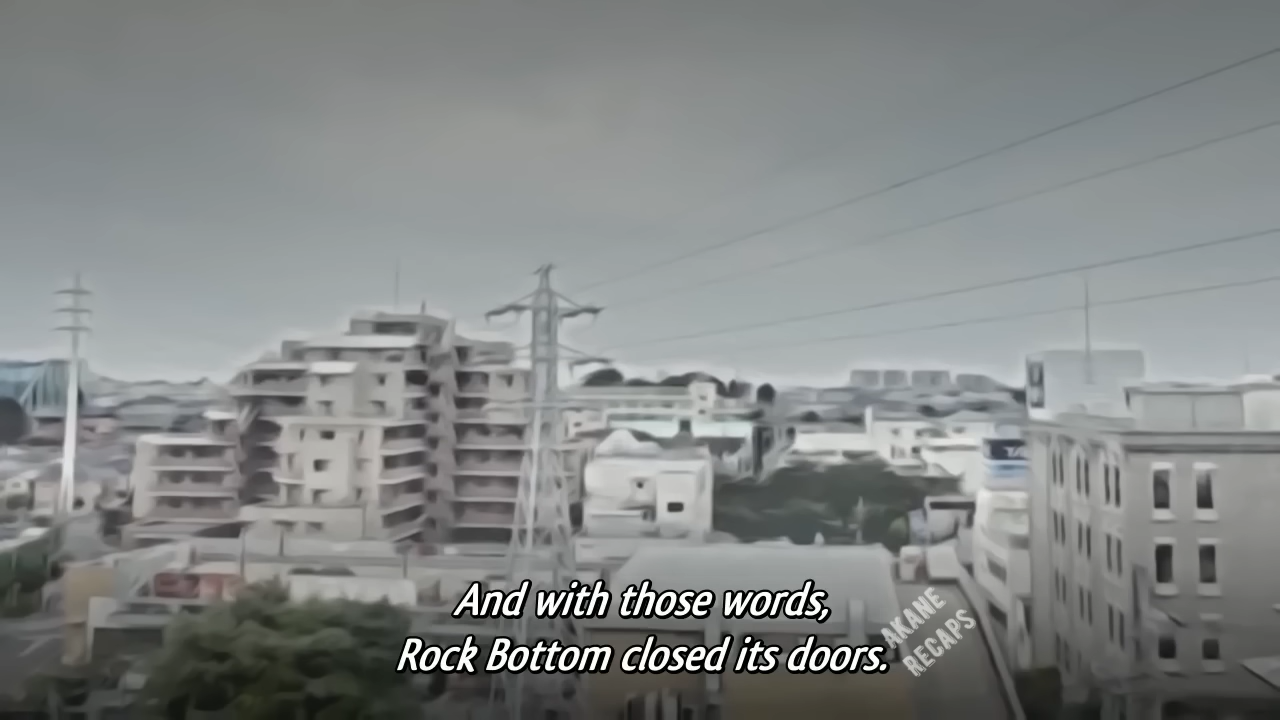 And with those words,
Rock Bottom closed its doors.
AKANE
RECAPS